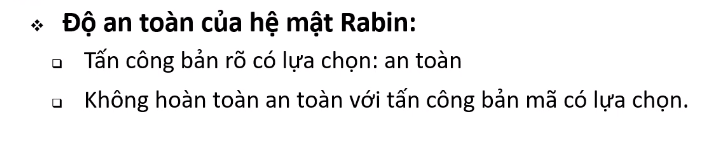 ❖ Độ an toàn của hệ mật Rabin:
❑ Tấn công bản rõ có lựa chọn: an toàn
❑ Không hoàn toàn an toàn với tấn công bản mã có lựa chọn.